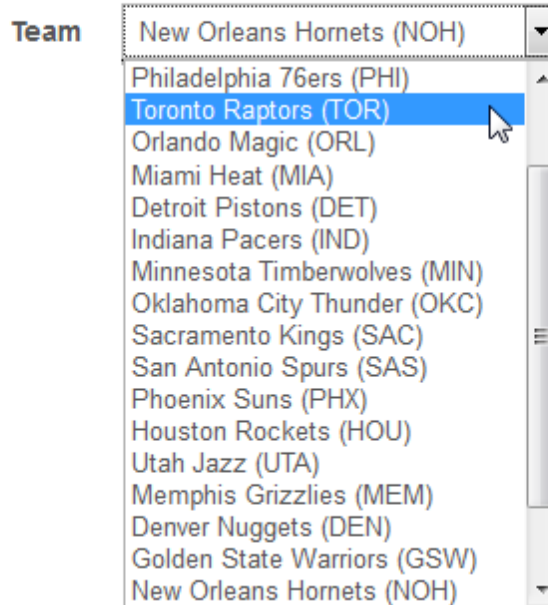 Team New Orleans Hornets (NOH)
Philadelphia 76ers (PHI)
Toronto Raptors (TOR)
Orlando Magic (ORL)
Miami Heat (MIA)
Detroit Pistons (DET)
Indiana Pacers (IND)
Minnesota Timberwolves (MIN)
Oklahoma City Thunder (OKC)
Sacramento Kings (SAC)
San Antonio Spurs (SAS)
Phoenix Suns (PHX)
Houston Rockets (HOU)
Utah Jazz (UTA)
Memphis Grizzlies (MEM)
Denver Nuggets (DEN)
Golden State Warriors (GSW)
New Orleans Hornets (NOH)